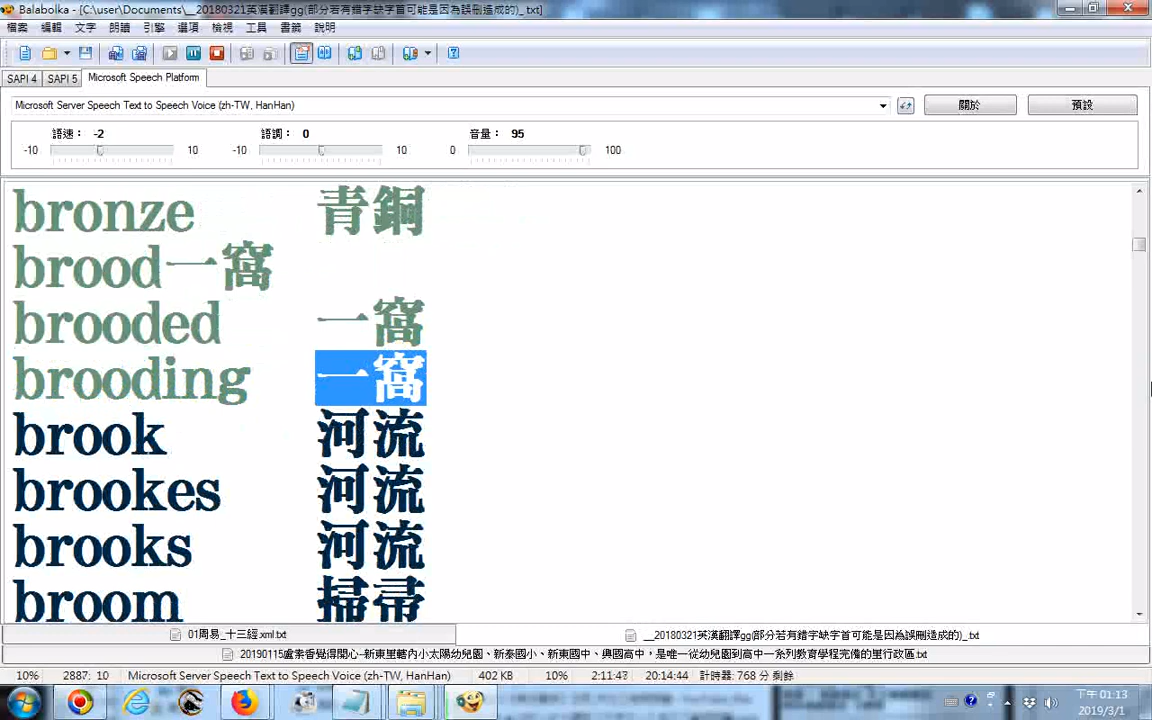 Balabolka - [C:\user\Documents\__20180321英漢翻譯gg(部分若有錯字缺字首可能是因為誤刪造成的)_.txt]
檔案 編輯 文字 朗讀 引擎 選項 檢視 工具 書籤 說明
SAPI 4 SAPI 5 Microsoft Speech Platform
Microsoft Server Speech Text to Speech Voice (zh-TW, HanHan) 關於 預設
語速： -2 語調： 0 音量： 95
-10 10 -10 10 0 100
bronze 青銅
brood一窩
brooded 一窩
brooding 一窩
brook 河流
brookes 河流
brooks 河流
broom 掃帚
01周易_十三經.xml.txt __20180321英漢翻譯gg(部分若有錯字缺字首可能是因為誤刪造成的)_.txt
20190115盧素香覺得開心-新東里轄內小太陽幼兒園、新泰國小、新東國中、興國高中，是唯一從幼兒園到高中一系列教育學程完備的里行政區.txt
10% 2887: 10 Microsoft Server Speech Text to Speech Voice (zh-TW, HanHan) 402 KB 10% 2:11:47 20:14:44 計時器: 768 分 剩餘
下午 01:13
2019/3/1